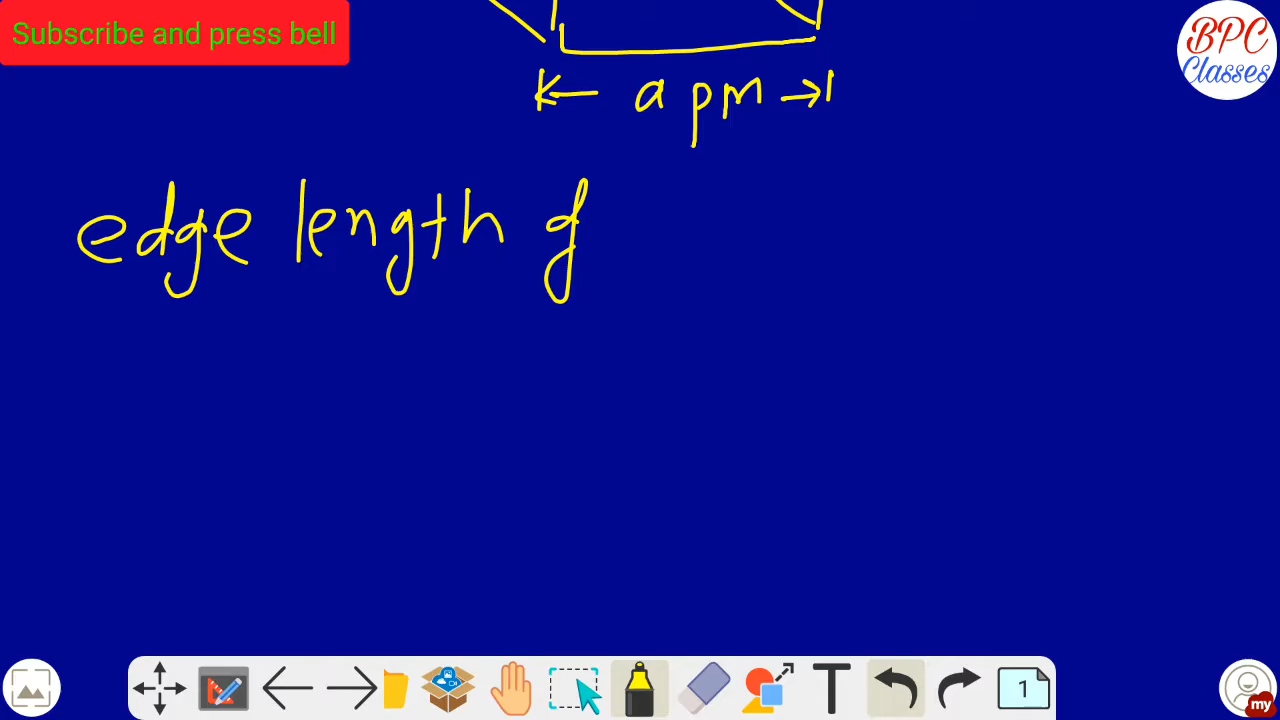 Subscribe and press bell
BPC
Classes
a pm
edge length of
1
my